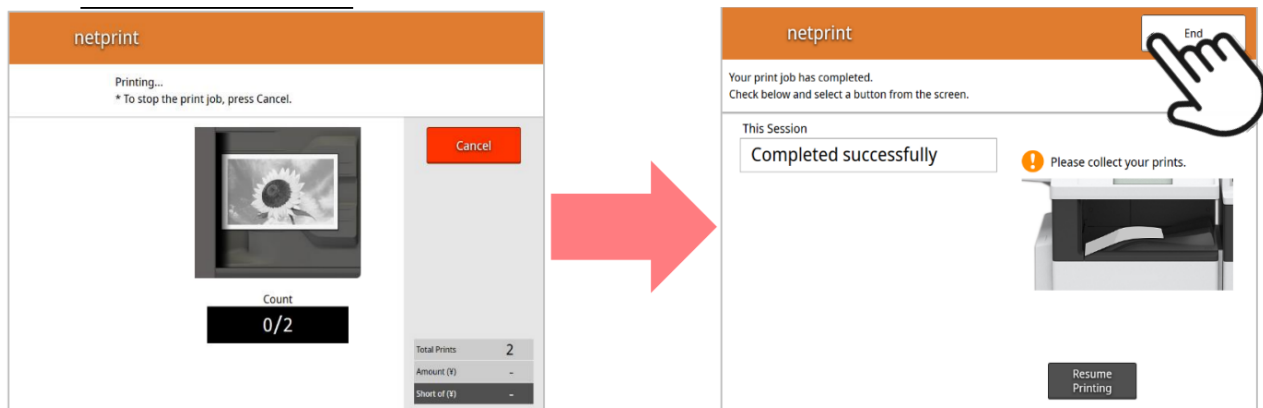 netprint
Printing...
* To stop the print job, press Cancel.
Cancel
Count
0/2
Total Prints 2
Amount (¥) -
Short of (¥) -
netprint
End
Your print job has completed.
Check below and select a button from the screen.
This Session
Completed successfully
Please collect your prints.
Resume
Printing